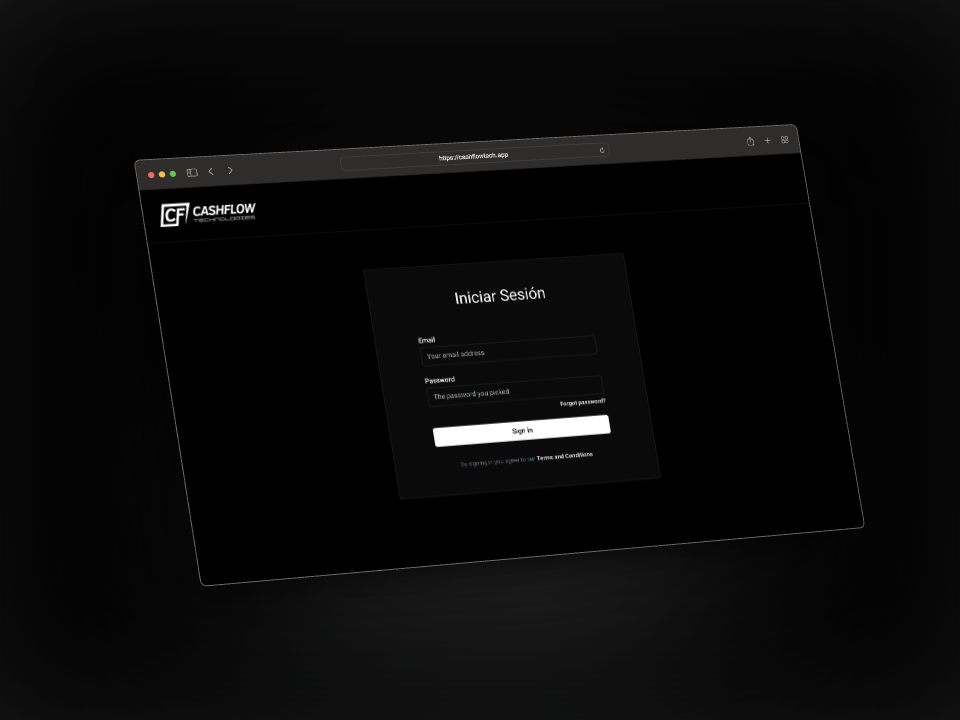 https://cashflowtech.app
CF CASHFLOW
TECHNOLOGIES
Iniciar Sesión
Email
Your email address
Password
The password you picked
Forgot password?
Sign in
By signing in you agree to our Terms and Conditions